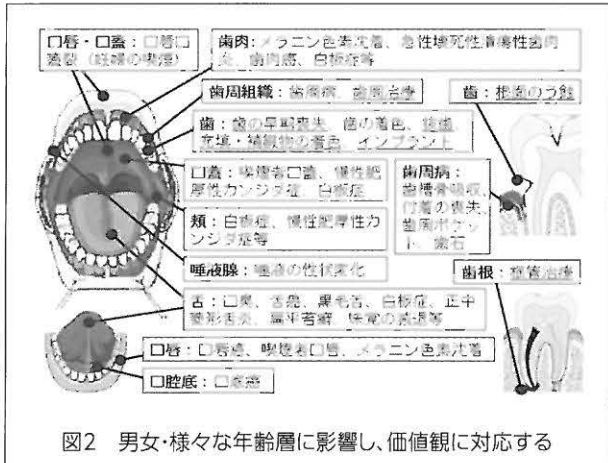 口唇・口蓋：口唇口
蓋裂（妊婦の喫煙）
歯肉：メラニン色素沈着、急性壊死性潰瘍性歯肉
炎、歯肉癌、白板症等
歯周組織：歯周病、歯周治療
歯：根面のう蝕
歯：歯の早期喪失、歯の着色、
充填・補綴物の着色、インプラント
口蓋：喫煙者口蓋、慢性肥
厚性カンジダ症、白板症
歯周病：
歯槽骨吸収、
付着の喪失、
歯周ポケッ
ト、歯石
頬：白板症、慢性肥厚性カ
ンジダ症等
唾液腺：唾液の性状変化
歯根：根管治療
舌：口臭、舌癌、黒毛舌、白板症、正中
菱形舌炎、扁平苔癬、味覚の減退等
口唇：口唇癌、喫煙者口唇、メラニン色素沈着
口腔底：口底癌
図2 男女・様々な年齢層に影響し、価値観に対応する